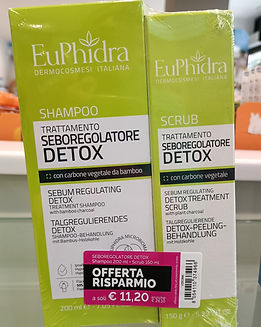 EuPhidra
DERMOCOSMESI ITALIANA
SHAMPOO
TRATTAMENTO
SEBOREGOLATORE
DETOX
con carbone vegetale da bamboo
SEBUM REGULATING
DETOX
TREATMENT SHAMPOO
with bamboo charcoal
TALGREGULIERENDES
DETOX
SHAMPOO-BEHANDLUNG
mit Bambus-Holzkohle
EuPhidra
DERMOCOSMESI ITALIANA
SCRUB
TRATTAMENTO
SEBOREGOLATORE
DETOX
con carbone vegetale
SEBUM REGULATING
DETOX TREATMENT
SCRUB
with plant charcoal
TALGREGULIERENDE
DETOX-PEELING-
BEHANDLUNG
mit Holzkohle
SEBOREGOLATORE DETOX
Shampoo 200 ml + Scrub 150 ml
OFFERTA
RISPARMIO
a soli € 11,20
200 ml
150 g